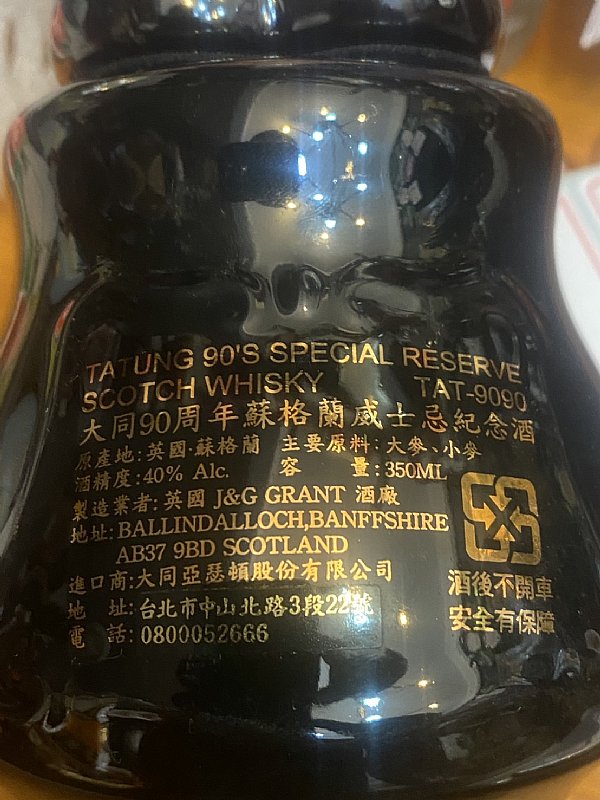 TATUNG 90'S SPECIAL RESERVE
SCOTCH WHISKY TAT-9090
大同90周年蘇格蘭威士忌紀念酒
原產地:英國·蘇格蘭 主要原料:大麥、小麥
酒精度:40% Alc. 容量:350ML
製造業者:英國 J&G GRANT 酒廠
地址:BALLINDALLOCH,BANFFSHIRE
AB37 9BD SCOTLAND
進口商:大同亞瑟頓股份有限公司
地址:台北市中山北路3段22號
電話:0800052666
酒後不開車
安全有保障